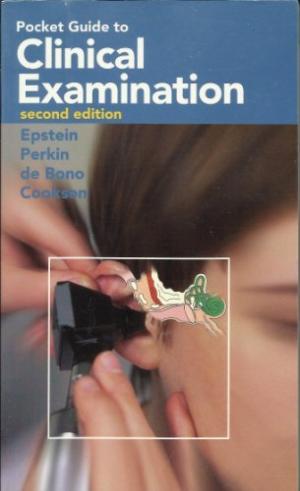 Pocket Guide to
Clinical
Examination
second edition
Epstein
Perkin
de Bono
Cookson